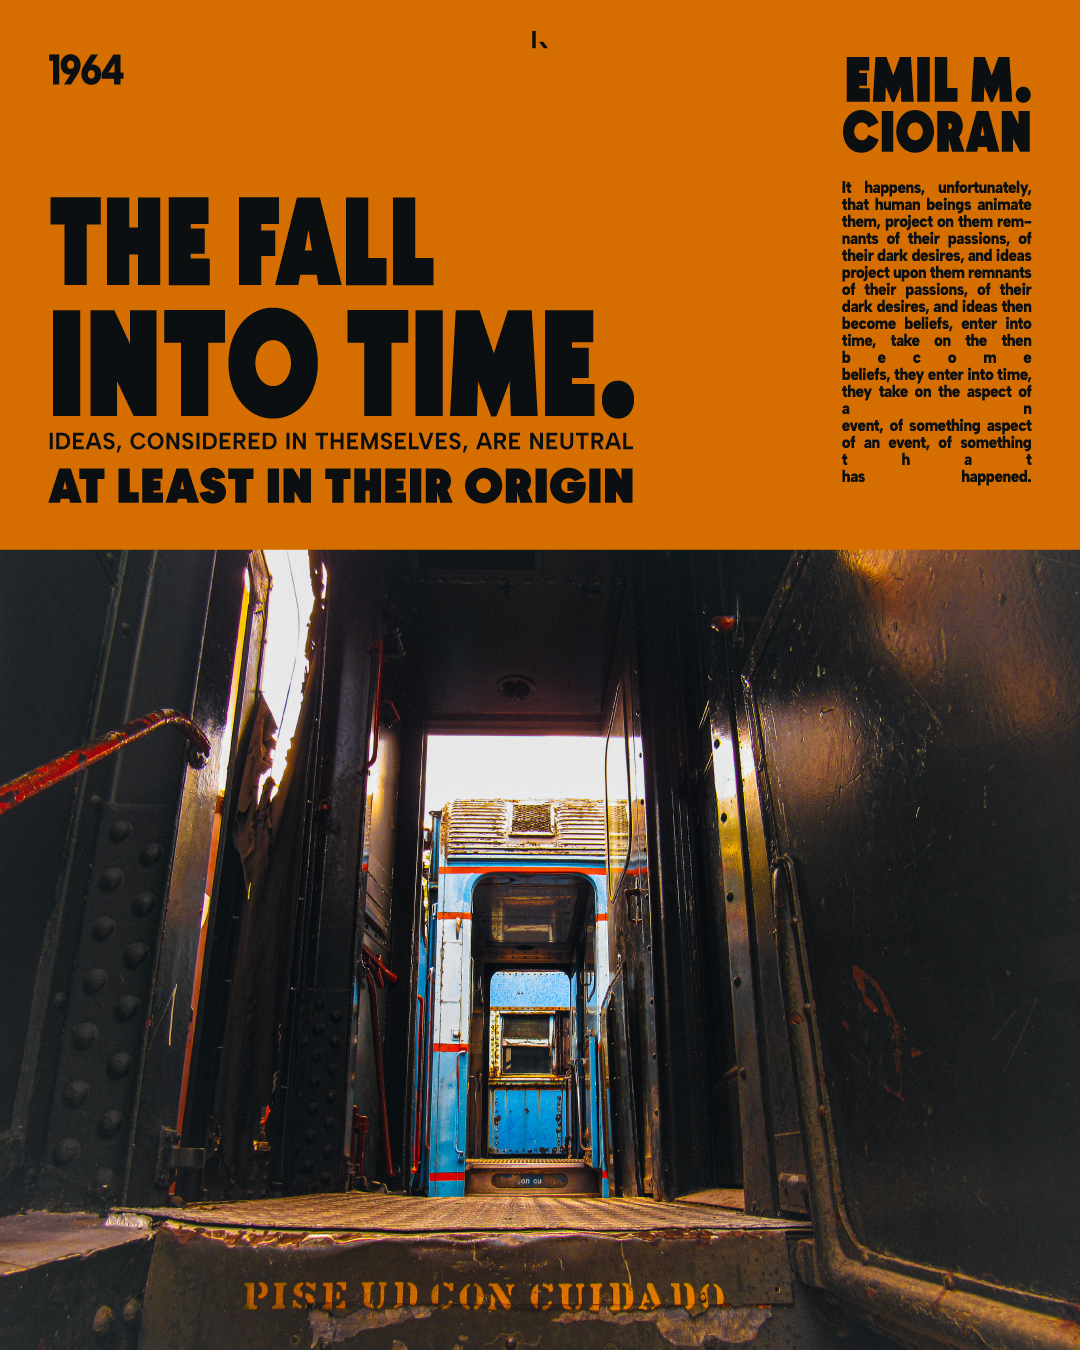 1964
THE FALL
INTO TIME.
IDEAS, CONSIDERED IN THEMSELVES, ARE NEUTRAL
AT LEAST IN THEIR ORIGIN
EMIL M.
CIORAN
It happens, unfortunately,
that human beings animate
them, project on them rem-
nants of their passions, of
their dark desires, and ideas
project upon them remnants
of their passions, of their
dark desires, and ideas then
become beliefs, enter into
time, take on the then
b e c o m e
beliefs, they enter into time,
they take on the aspect of
a n
event, of something aspect
of an event, of something
t h a t
has happened.
PISE UD CON CUIDADO